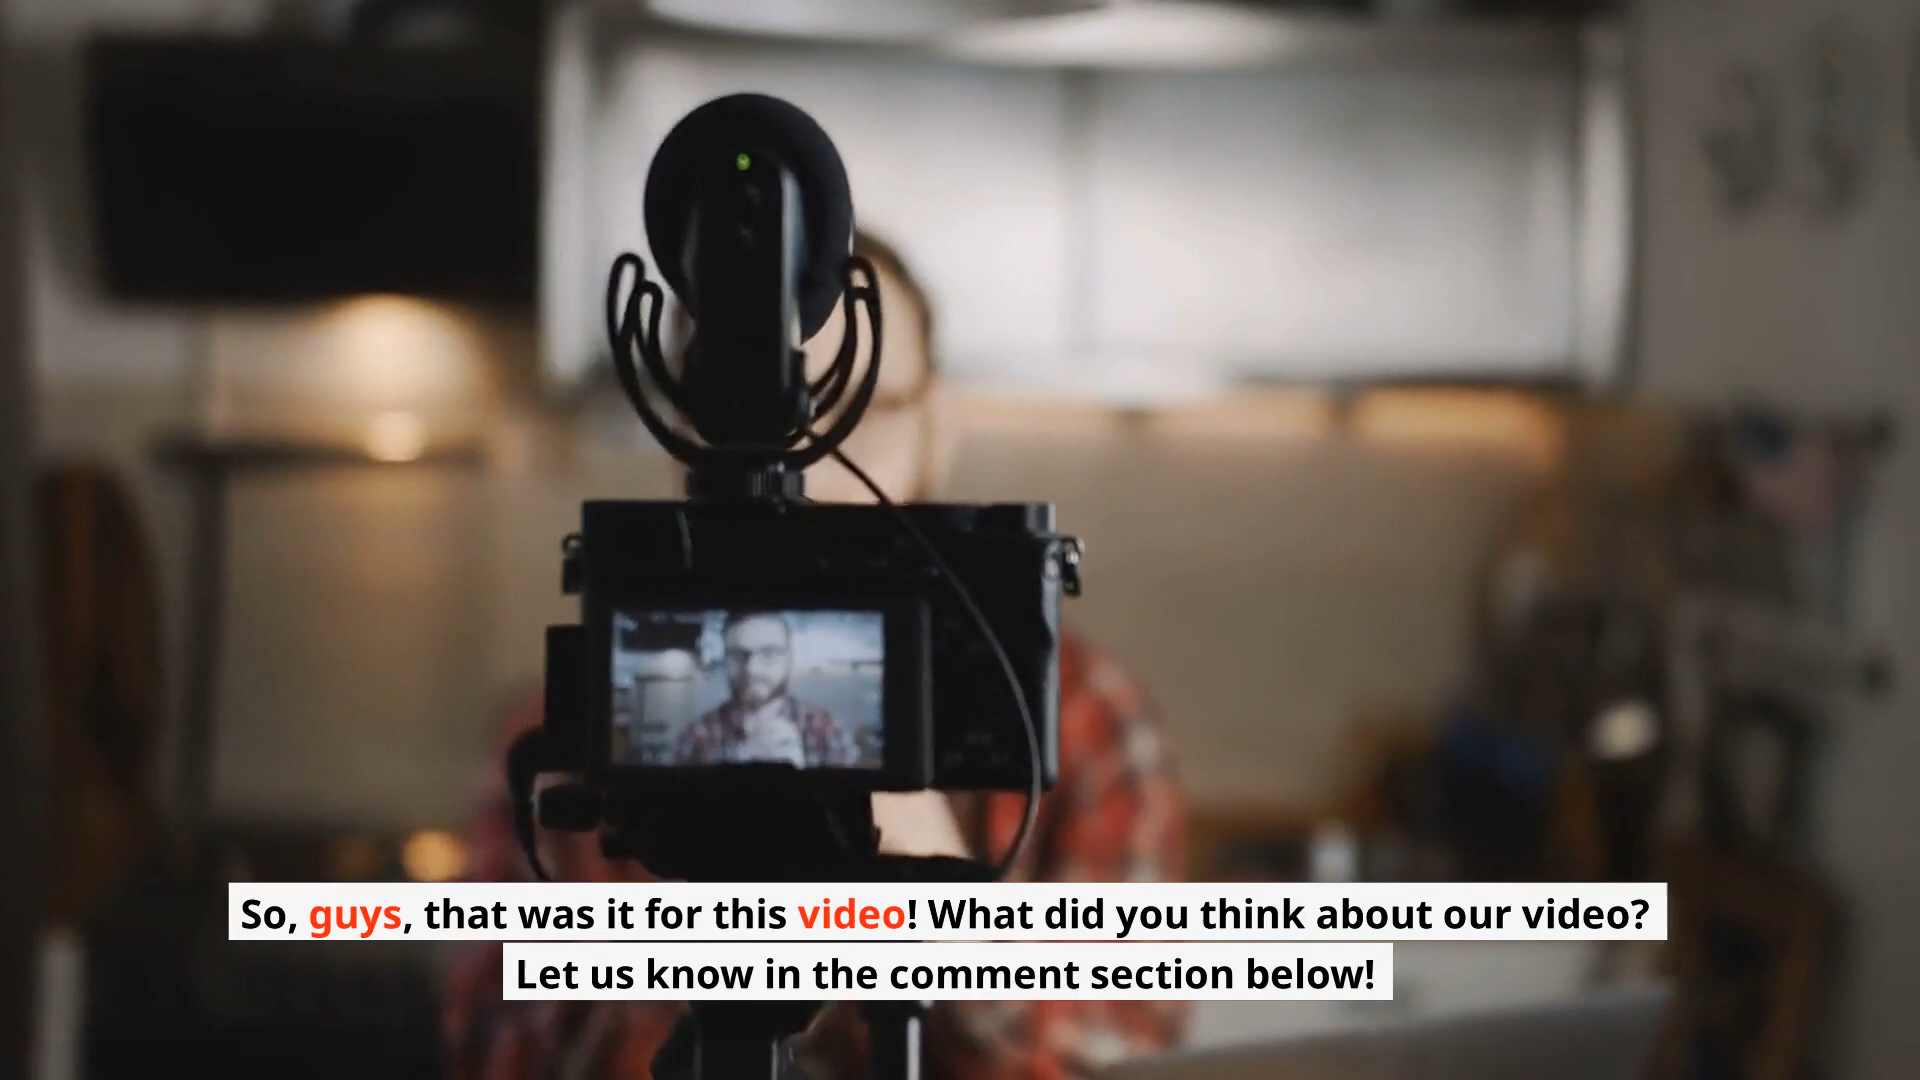 So, guys, that was it for this video! What did you think about our video?
Let us know in the comment section below!